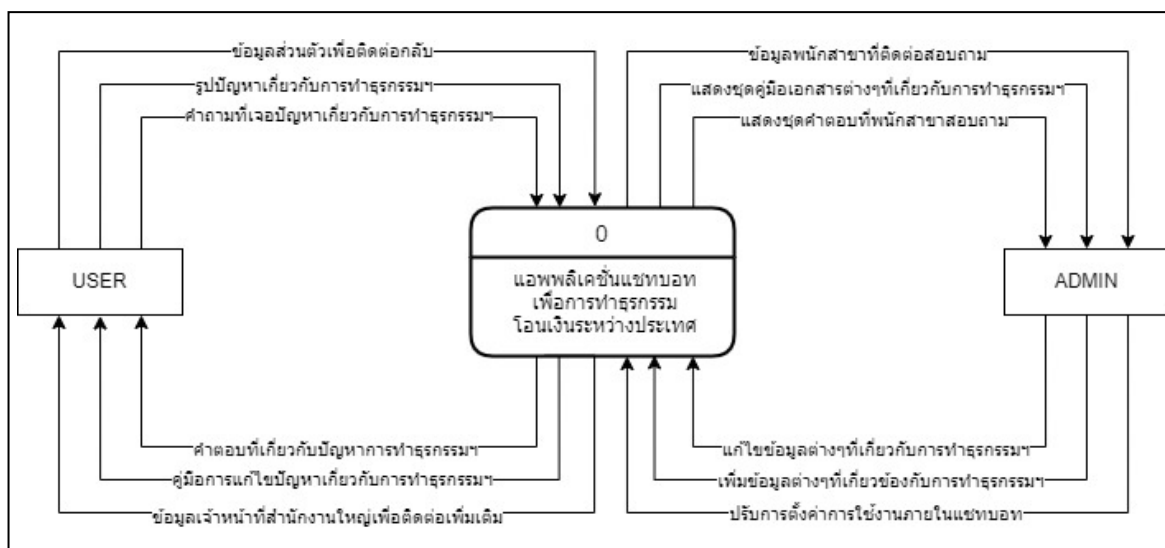 ข้อมูลส่วนตัวเพื่อติดต่อกลับ
รูปปัญหาเกี่ยวกับการทำธุรกรรมฯ
คำถามที่เจอปัญหาเกี่ยวกับการทำธุรกรรมฯ
ข้อมูลพนักสาขาที่ติดต่อสอบถาม
แสดงชุดคู่มือเอกสารต่างๆที่เกี่ยวกับการทำธุรกรรมฯ
แสดงชุดคำตอบที่พนักสาขาสอบถาม
USER
0
แอพพลิเคชั่นแชทบอท
เพื่อการทำธุรกรรม
โอนเงินระหว่างประเทศ
ADMIN
คำตอบที่เกี่ยวกับปัญหาการทำธุรกรรมฯ
คู่มือการแก้ไขปัญหาเกี่ยวกับการทำธุรกรรมฯ
ข้อมูลเจ้าหน้าที่สำนักงานใหญ่เพื่อติดต่อเพิ่มเติม
แก้ไขข้อมูลต่างๆที่เกี่ยวกับการทำธุรกรรมฯ
เพิ่มข้อมูลต่างๆที่เกี่ยวข้องกับการทำธุรกรรมฯ
ปรับการตั้งค่าการใช้งานภายในแชทบอท